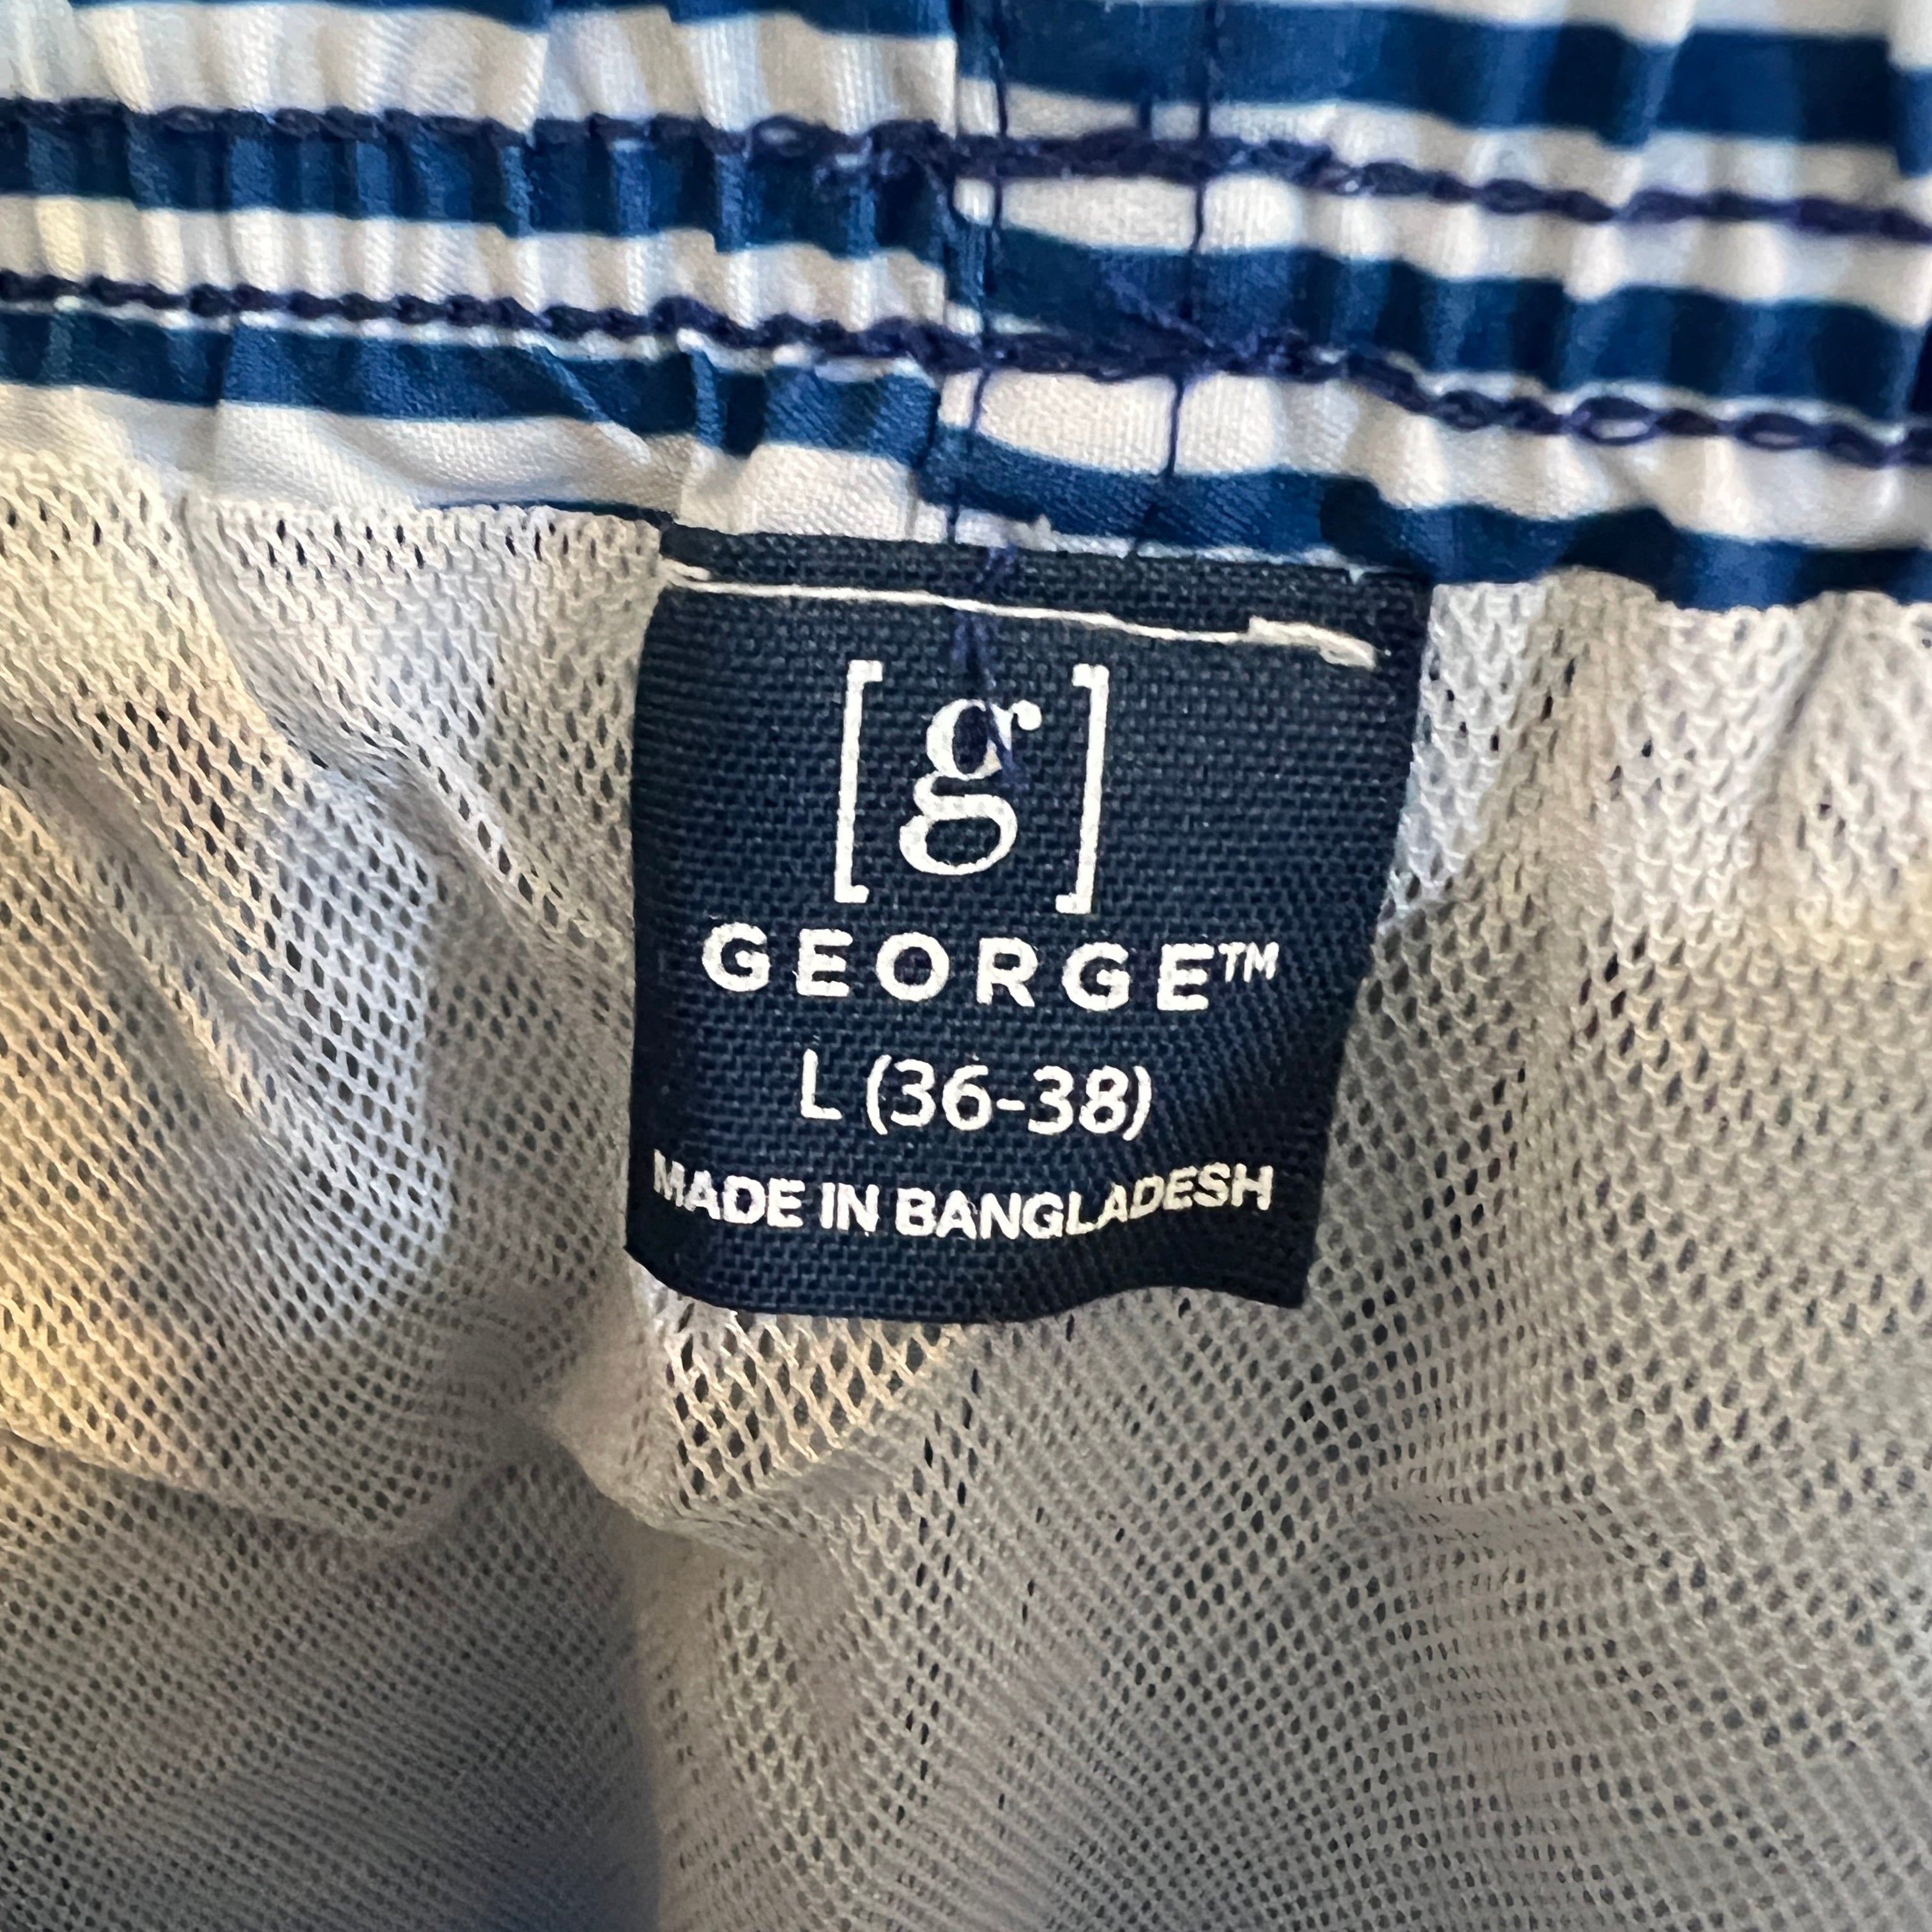 [g]
GEORGE™
L (36-38)
MADE IN BANGLADESH